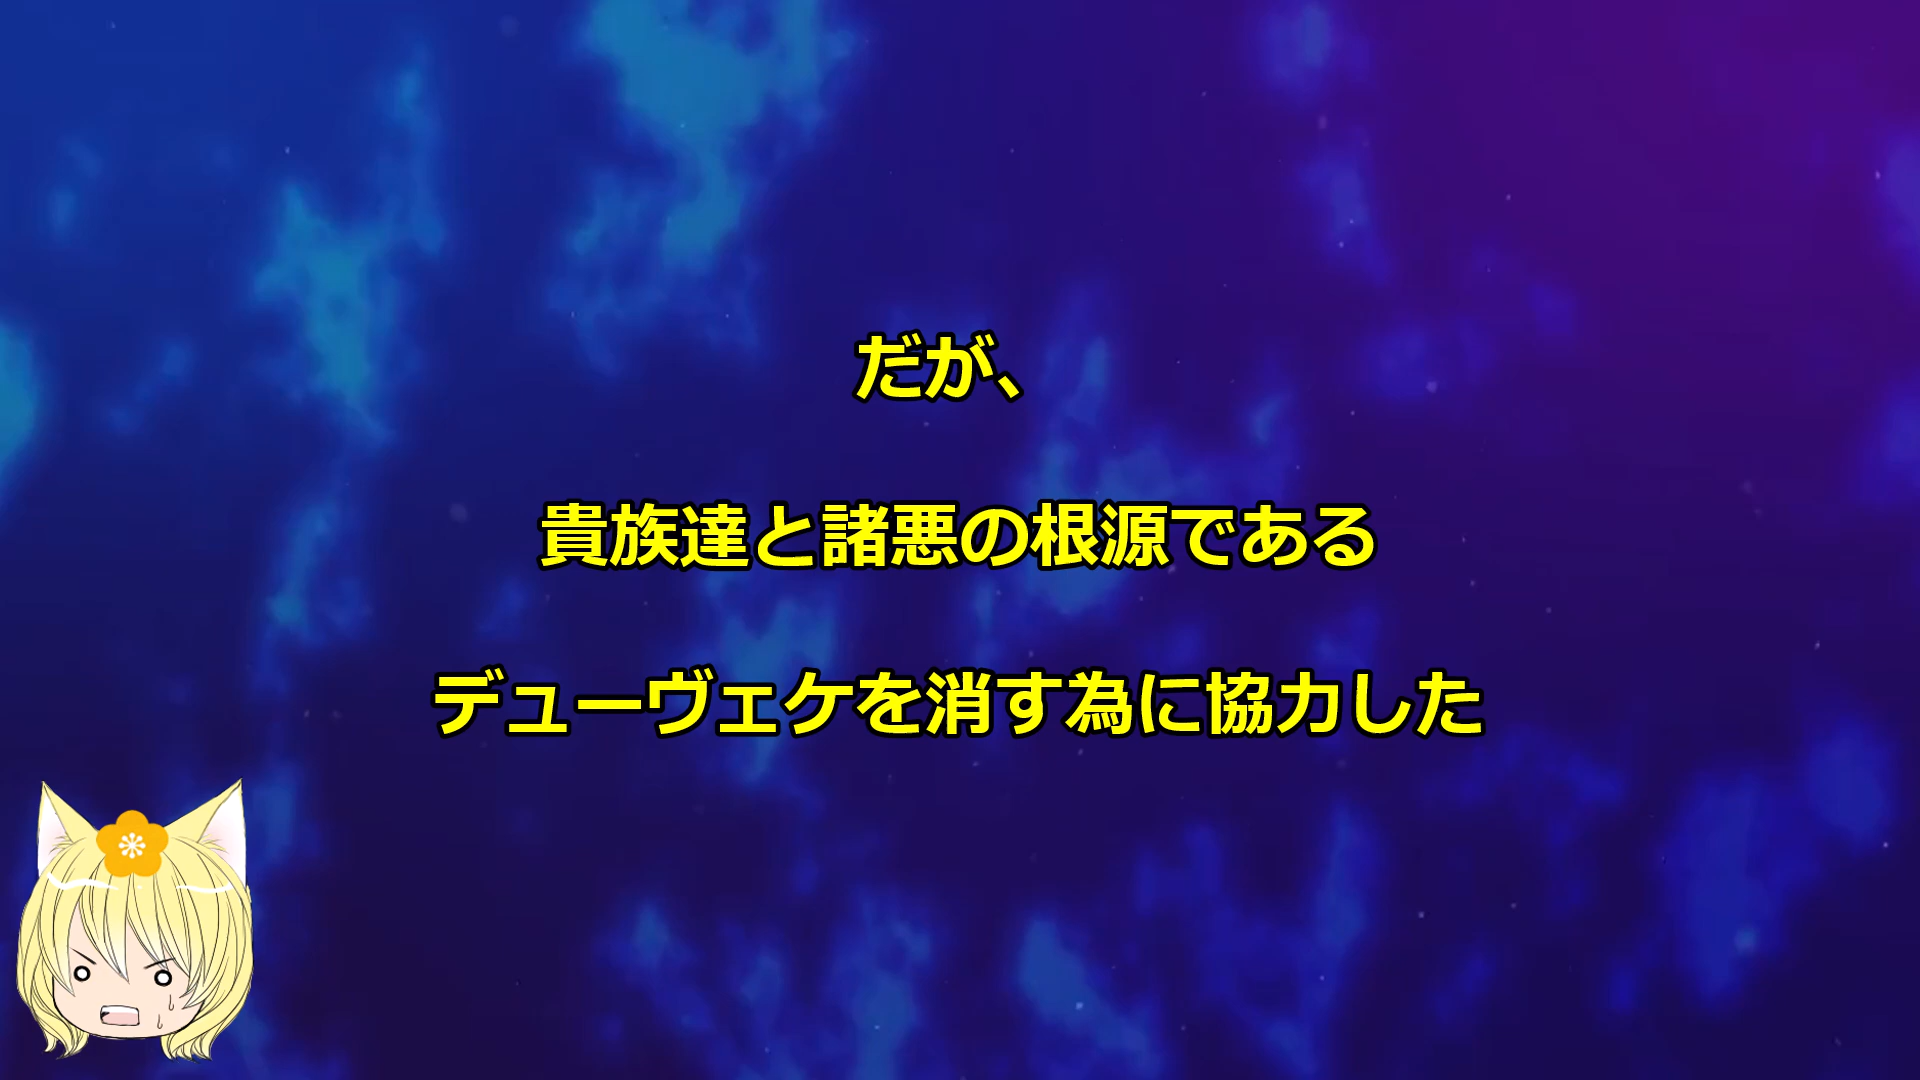 だが、
貴族達と諸悪の根源である
デューヴェケを消す為に協力した